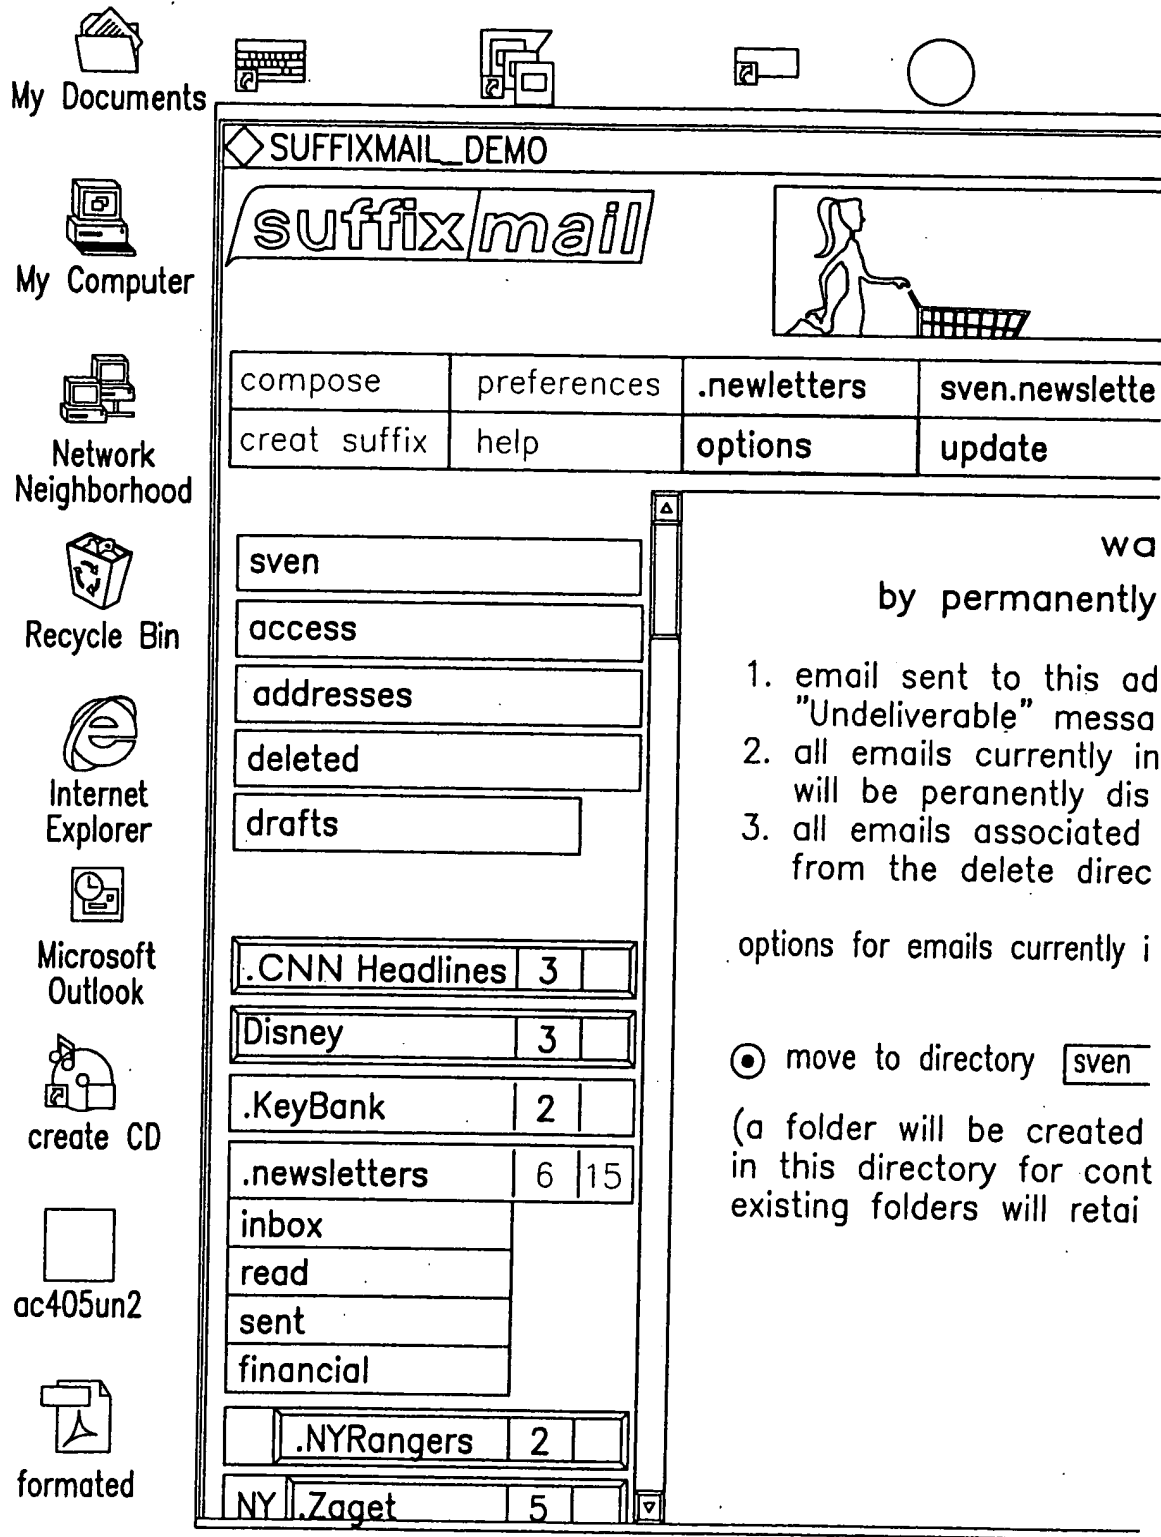 My Documents
My Computer
Network
Neighborhood
Recycle Bin
Internet
Explorer
Microsoft
Outlook
create CD
ac405un2
formated
SUFFIXMAIL_DEMO
suffix mail
compose preferences .newletters sven.newslette
creat suffix help options update
sven
access
addresses
deleted
drafts
.CNN Headlines 3
Disney 3
.KeyBank 2
.newsletters 6 15
inbox
read
sent
financial
.NYRangers 2
NY .Zaget 5
wa
by permanently
1. email sent to this ad
"Undeliverable" messa
2. all emails currently in
will be peranently dis
3. all emails associated
from the delete direc
options for emails currently i
move to directory sven
(a folder will be created
in this directory for cont
existing folders will retai